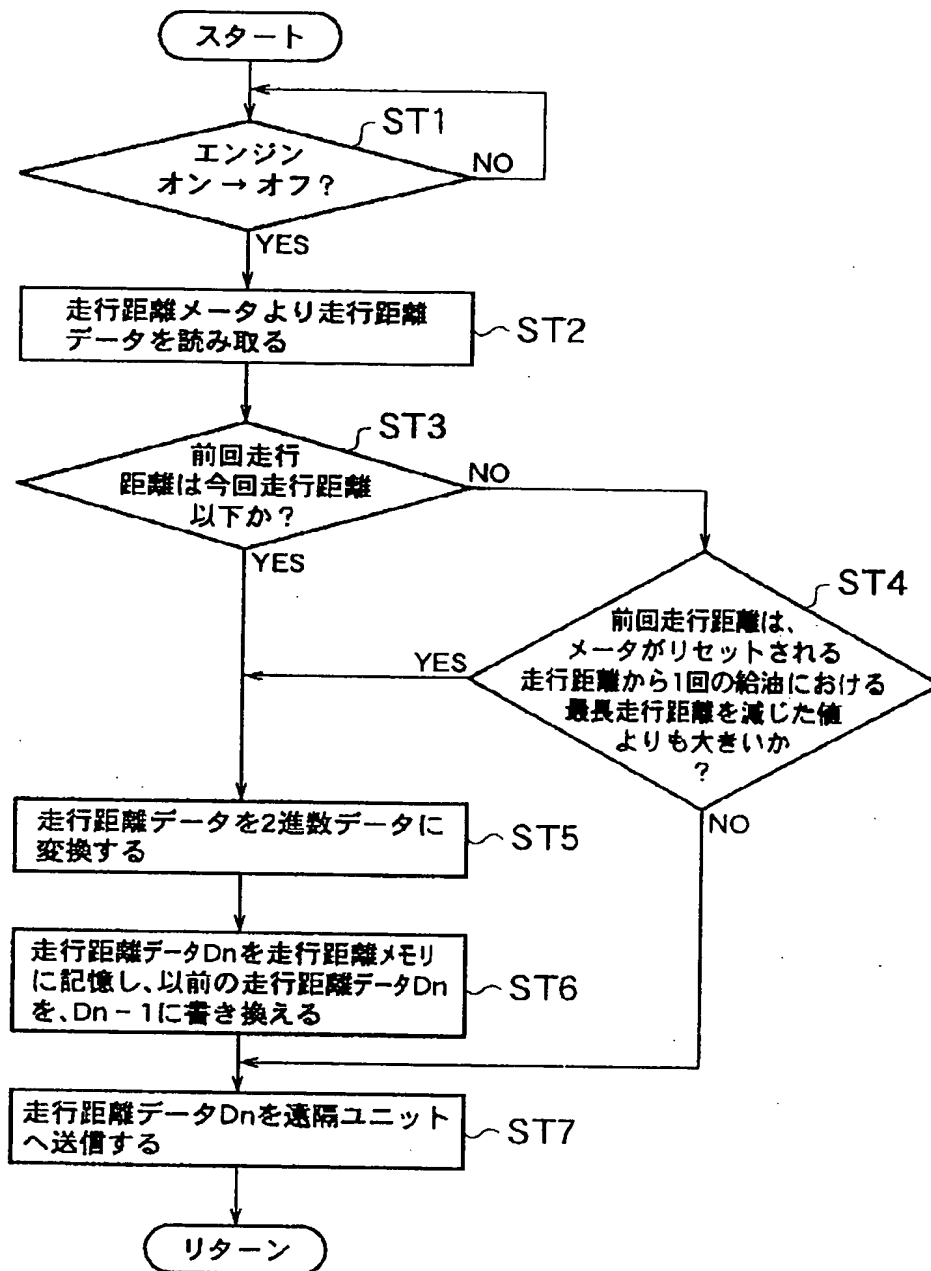 スタート
ST1
エンジン
オン → オフ?
NO
YES
走行距離メータより走行距離
データを読み取る
ST2
ST3
前回走行
距離は今回走行距離
以下か?
NO
YES
ST4
前回走行距離は、
メータがリセットされる
走行距離から1回の給油における
最長走行距離を減じた値
よりも大きいか
?
YES
NO
走行距離データを2進数データに
変換する
ST5
走行距離データDnを走行距離メモリ
に記憶し、以前の走行距離データDn
を、Dn-1に書き換える
ST6
走行距離データDnを遠隔ユニット
へ送信する
ST7
リターン